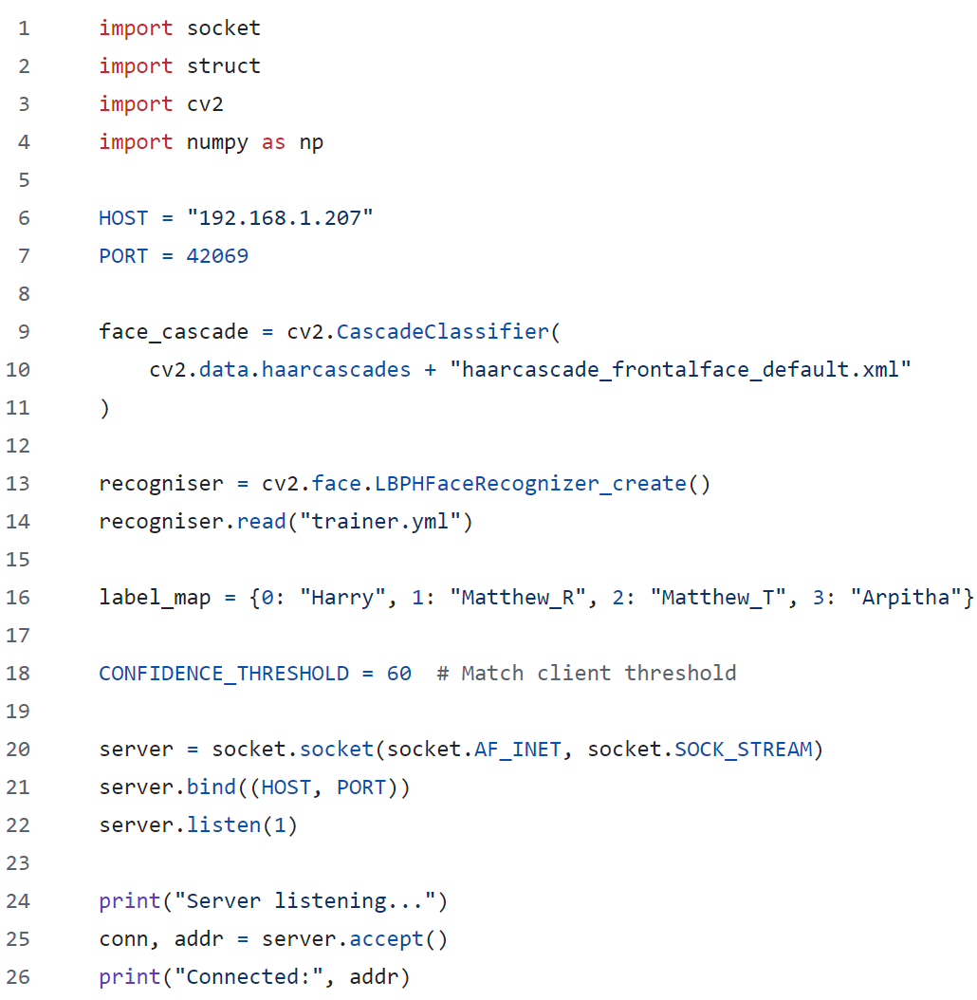 1 import socket
2 import struct
3 import cv2
4 import numpy as np
5
6 HOST = "192.168.1.207"
7 PORT = 42069
8
9 face_cascade = cv2.CascadeClassifier(
10     cv2.data.haarcascades + "haarcascade_frontalface_default.xml"
11 )
12
13 recogniser = cv2.face.LBPHFaceRecognizer_create()
14 recogniser.read("trainer.yml")
15
16 label_map = {0: "Harry", 1: "Matthew_R", 2: "Matthew_T", 3: "Arpitha"}
17
18 CONFIDENCE_THRESHOLD = 60  # Match client threshold
19
20 server = socket.socket(socket.AF_INET, socket.SOCK_STREAM)
21 server.bind((HOST, PORT))
22 server.listen(1)
23
24 print("Server listening...")
25 conn, addr = server.accept()
26 print("Connected:", addr)